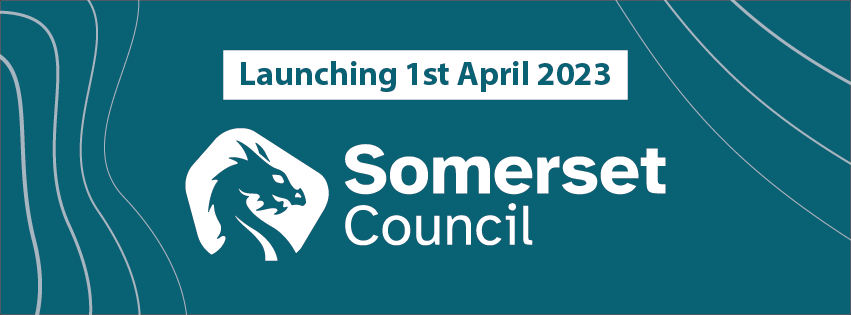 Launching 1st April 2023
Somerset
Council